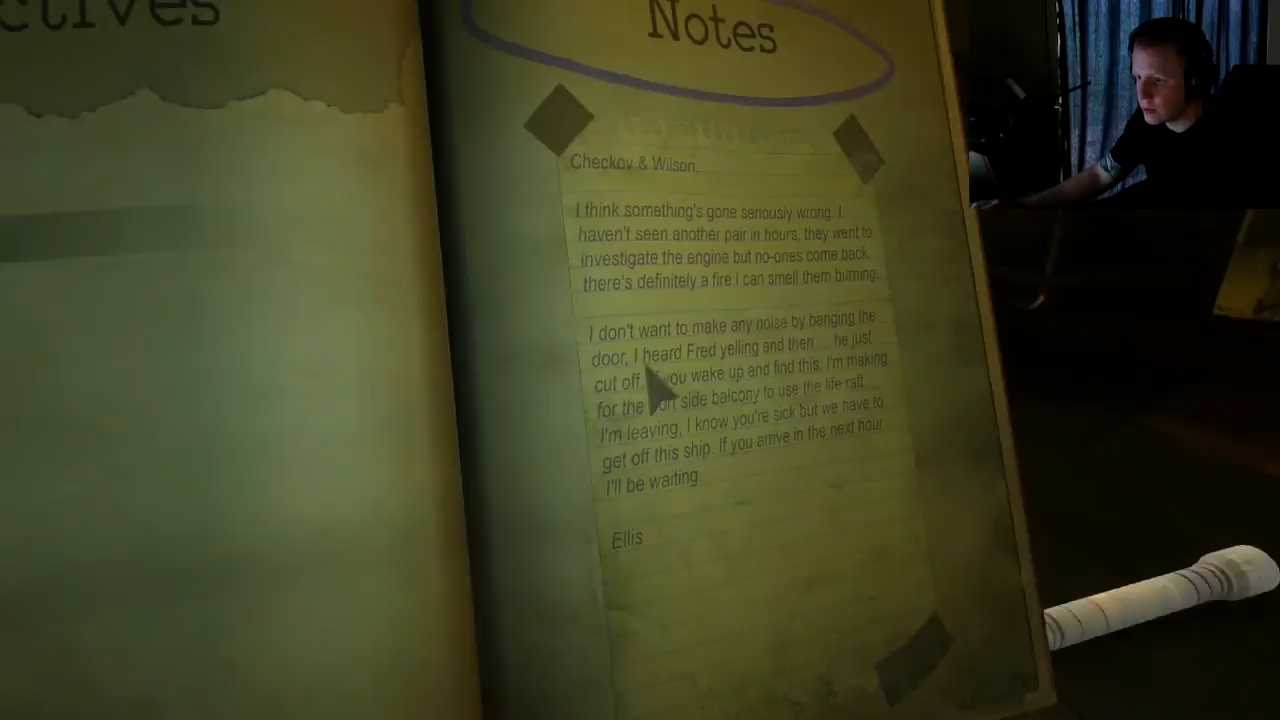 ctives
Notes
Checkov & Wilson,
I think something's gone seriously wrong. I
haven't seen another pair in hours, they went to
investigate the engine but no-ones come back,
there's definitely a fire I can smell them burning.
I don't want to make any noise by banging the
door, I heard Fred yelling and then ... he just
cut off. you wake up and find this, I'm making
for the side balcony to use the life raft,
I'm leaving, I know you're sick but we have to
get off this ship. If you arrive in the next hour
I'll be waiting.
Ellis